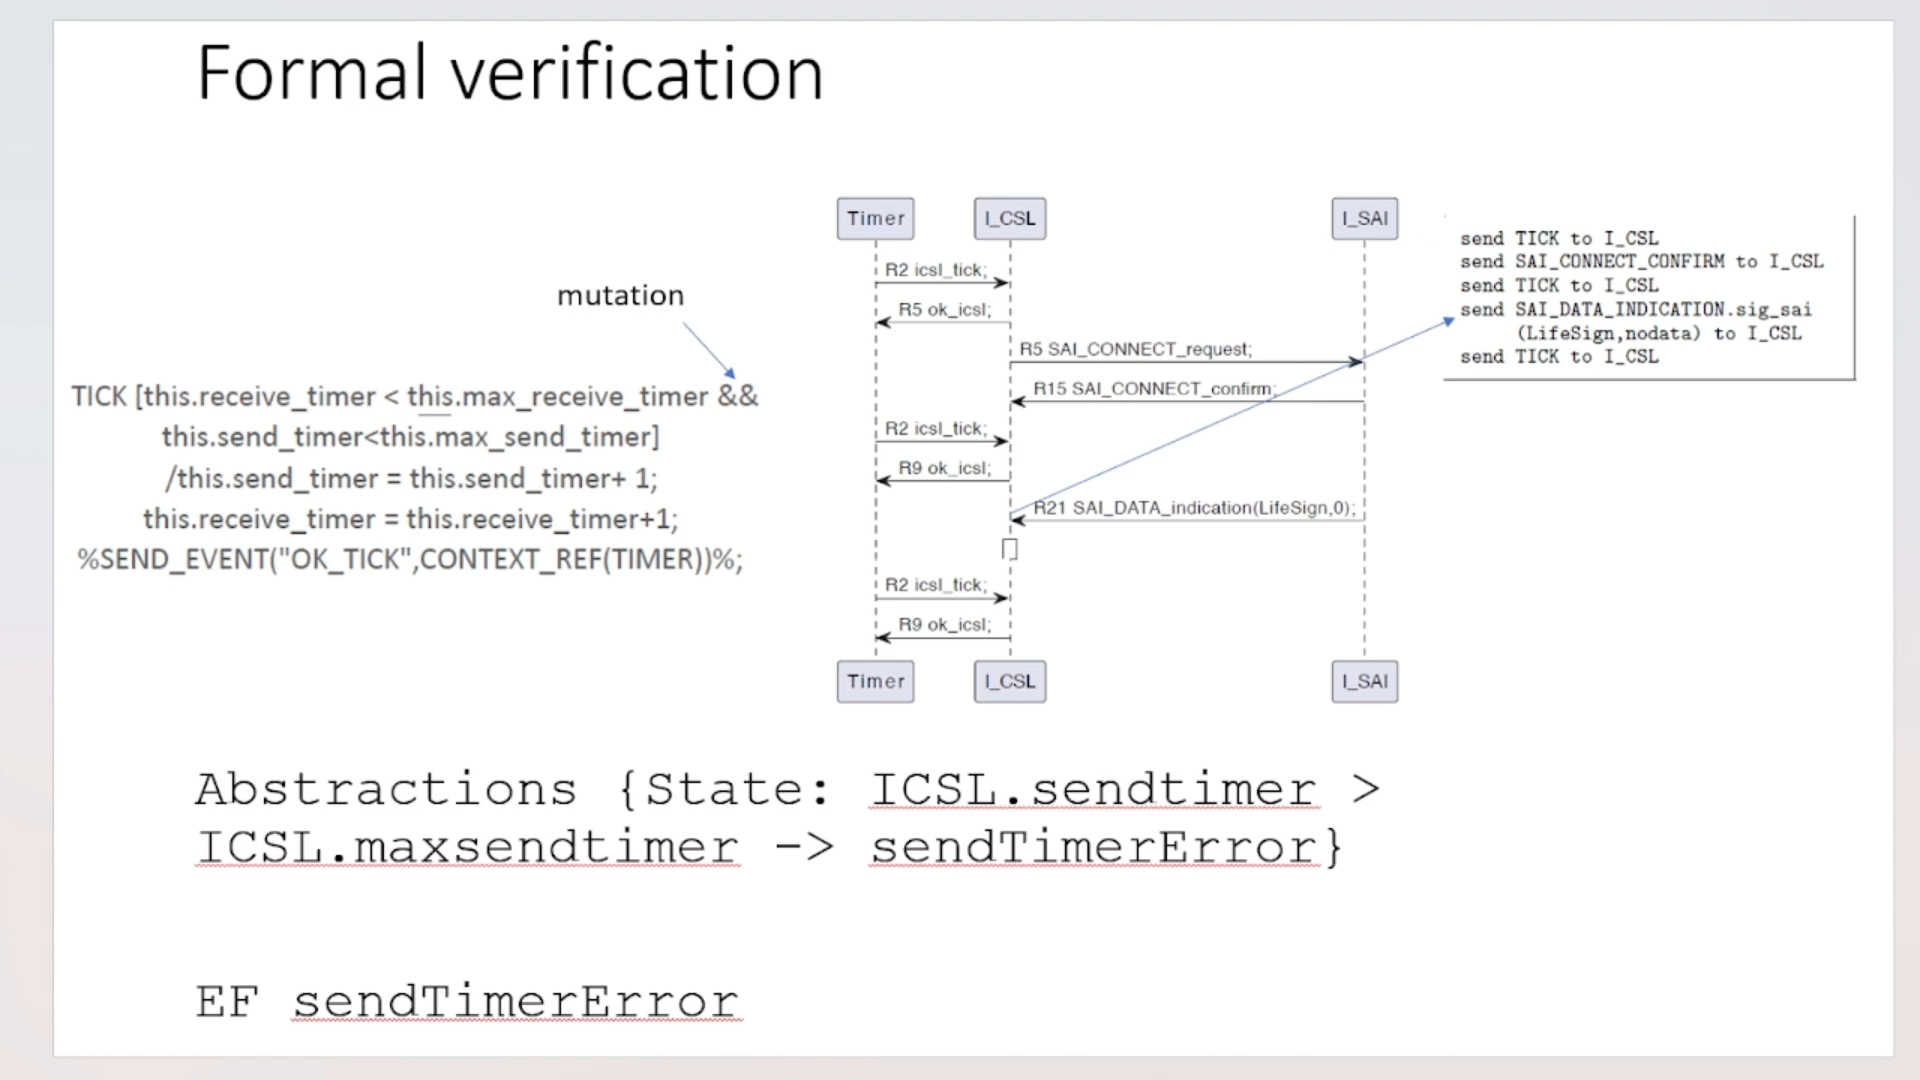 Formal verification
mutation
TICK [this.receive_timer < this.max_receive_timer &&
this.send_timer<this.max_send_timer]
/this.send_timer = this.send_timer+ 1;
this.receive_timer = this.receive_timer+1;
%SEND_EVENT("OK_TICK",CONTEXT_REF(TIMER))%;
Timer
I_CSL
I_SAI
R2 icsl_tick;
R5 ok_icsl;
R5 SAI_CONNECT_request;
R15 SAI_CONNECT_confirm;
R2 icsl_tick;
R9 ok_icsl;
R21 SAI_DATA_indication(LifeSign,0);
R2 icsl_tick;
R9 ok_icsl;
Timer
I_CSL
I_SAI
send TICK to I_CSL
send SAI_CONNECT_CONFIRM to I_CSL
send TICK to I_CSL
send SAI_DATA_INDICATION.sig_sai
(LifeSign,nodata) to I_CSL
send TICK to I_CSL
Abstractions {State: ICSL.sendtimer >
ICSL.maxsendtimer -> sendTimerError}
EF sendTimerError